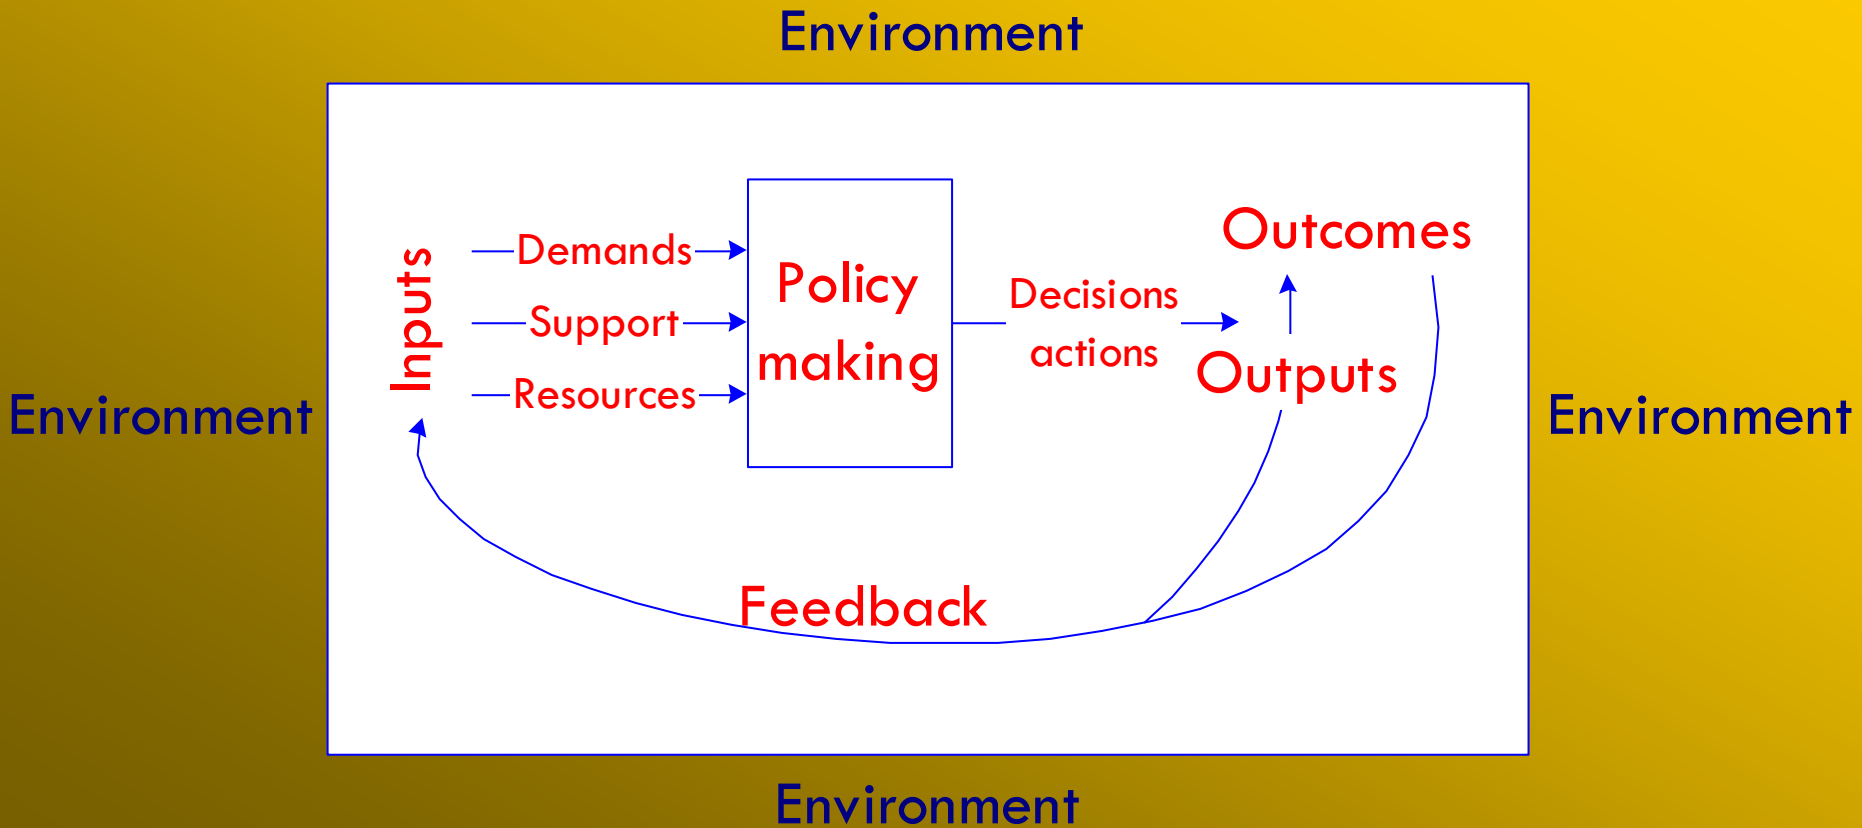 Environment
Outcomes
Demands
Inputs
Policy
making
Decisions
actions
Support
Outputs
Resources
Environment
Environment
Feedback
Environment